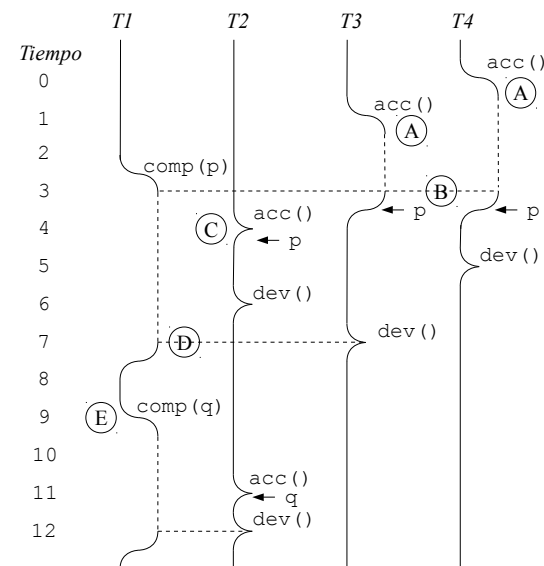 T1 T2 T3 T4
Tiempo
acc()
0
A
acc()
1
A
2
comp(p)
3
B
p
p
acc()
4
C
p
dev()
5
dev()
6
dev()
7
D
8
comp(q)
9
E
10
acc()
11
q
dev()
12